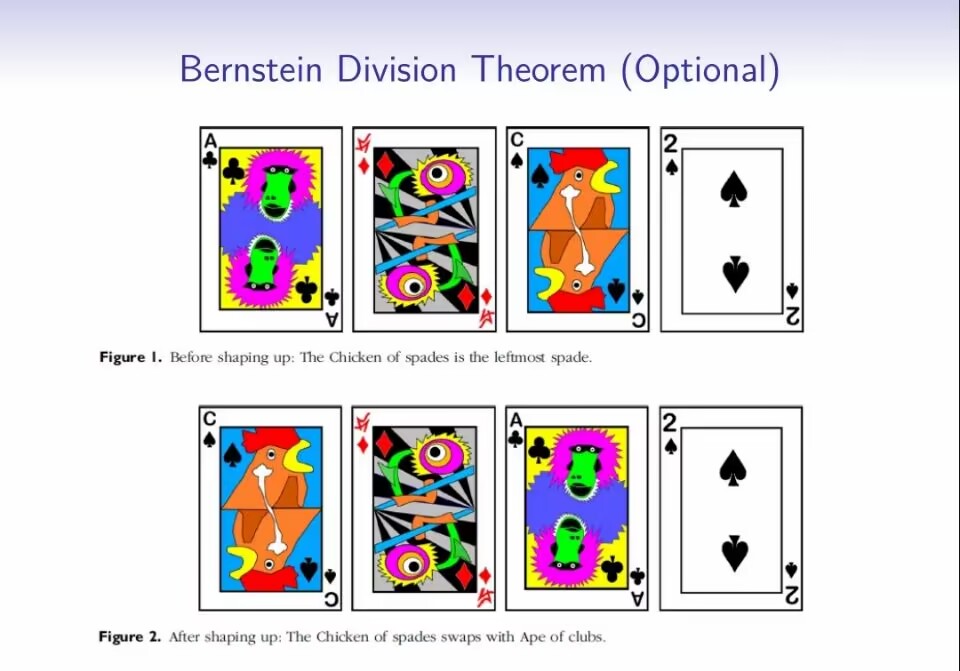 Bernstein Division Theorem (Optional)
A C 2
A C 2
Figure 1. Before shaping up: The Chicken of spades is the leftmost spade.
C A 2
C A 2
Figure 2. After shaping up: The Chicken of spades swaps with Ape of clubs.